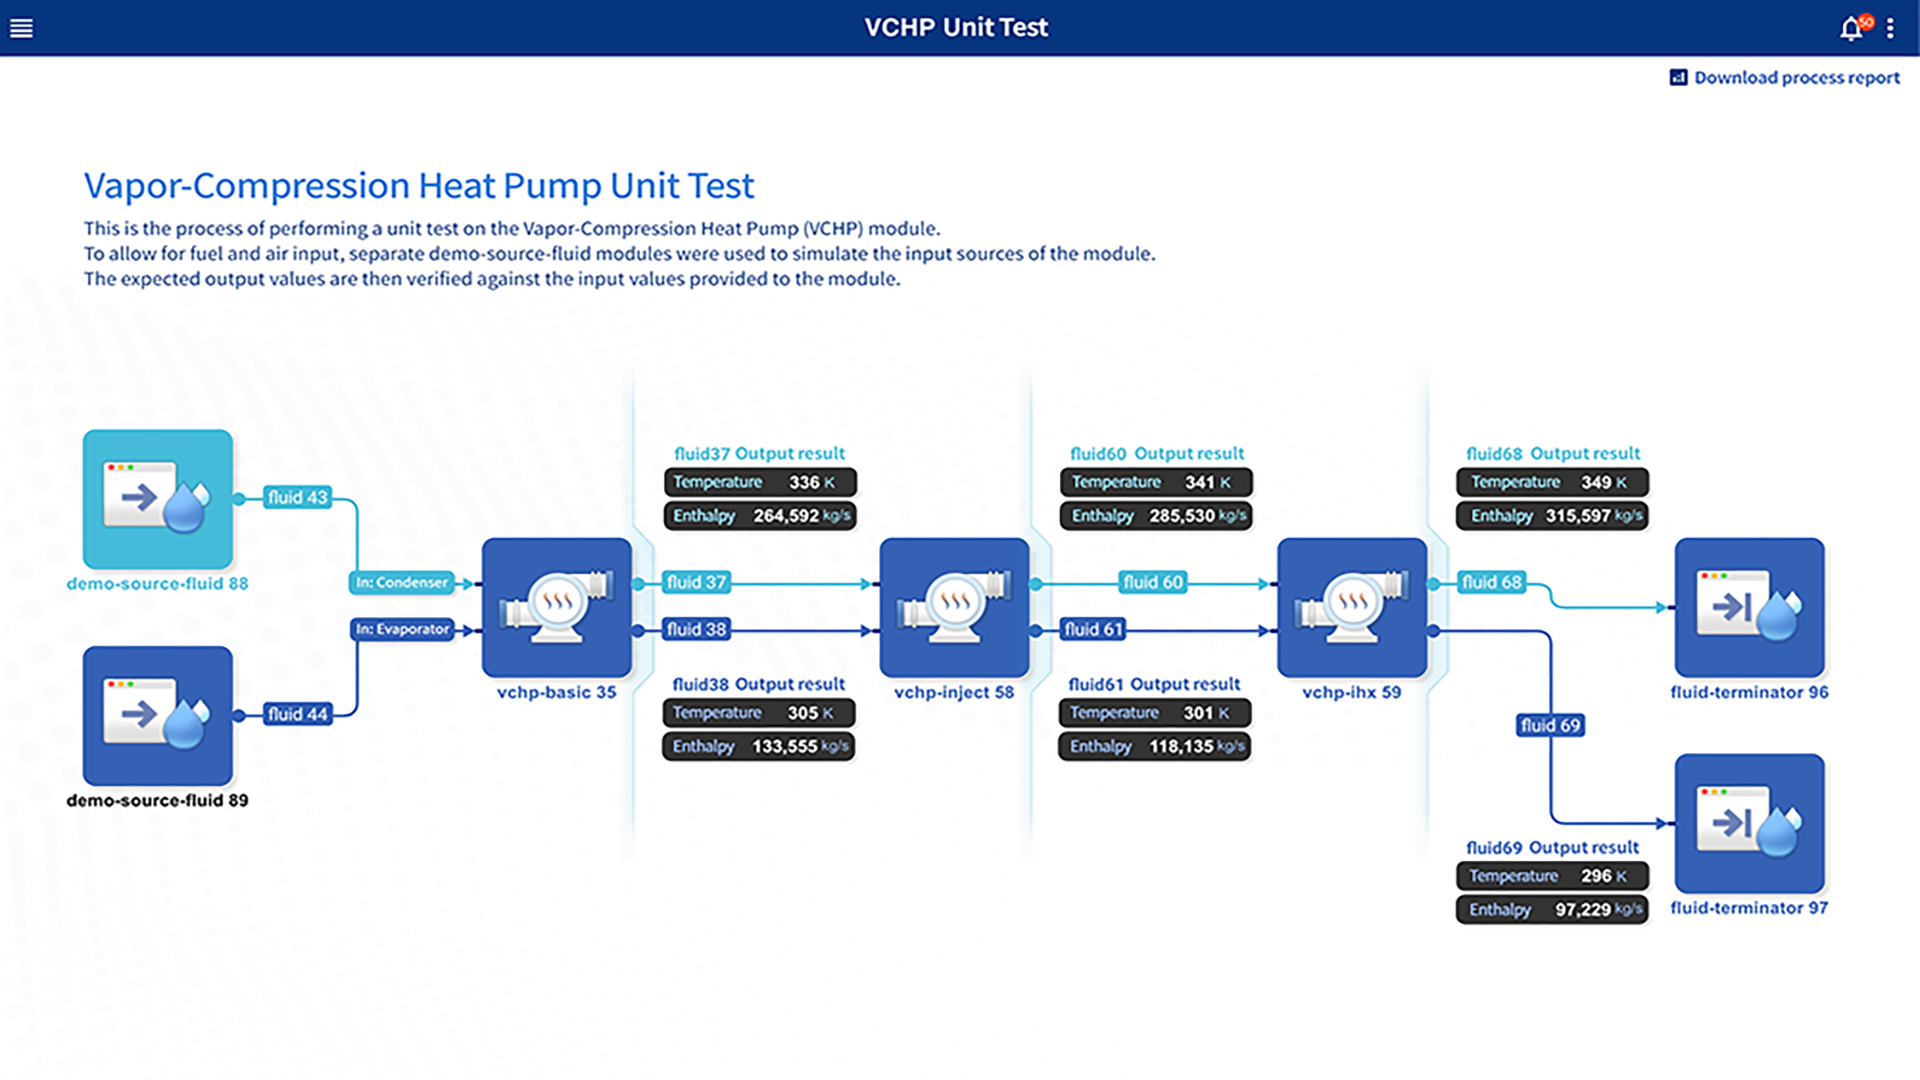 VCHP Unit Test
50
Download process report
Vapor-Compression Heat Pump Unit Test
This is the process of performing a unit test on the Vapor-Compression Heat Pump (VCHP) module.
To allow for fuel and air input, separate demo-source-fluid modules were used to simulate the input sources of the module.
The expected output values are then verified against the input values provided to the module.
demo-source-fluid 88
fluid 43
In: Condenser
demo-source-fluid 89
fluid 44
In: Evaporator
vchp-basic 35
fluid37 Output result
Temperature 336 K
Enthalpy 264,592 kg/s
fluid 37
fluid 38
fluid38 Output result
Temperature 305 K
Enthalpy 133,555 kg/s
vchp-inject 58
fluid60 Output result
Temperature 341 K
Enthalpy 285,530 kg/s
fluid 60
fluid 61
fluid61 Output result
Temperature 301 K
Enthalpy 118,135 kg/s
vchp-ihx 59
fluid68 Output result
Temperature 349 K
Enthalpy 315,597 kg/s
fluid 68
fluid-terminator 96
fluid 69
fluid69 Output result
Temperature 296 K
Enthalpy 97,229 kg/s
fluid-terminator 97